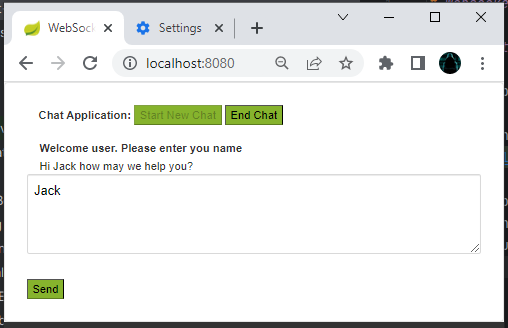 WebSock
Settings
localhost:8080
Chat Application: Start New Chat End Chat
Welcome user. Please enter you name
Hi Jack how may we help you?
Jack
Send